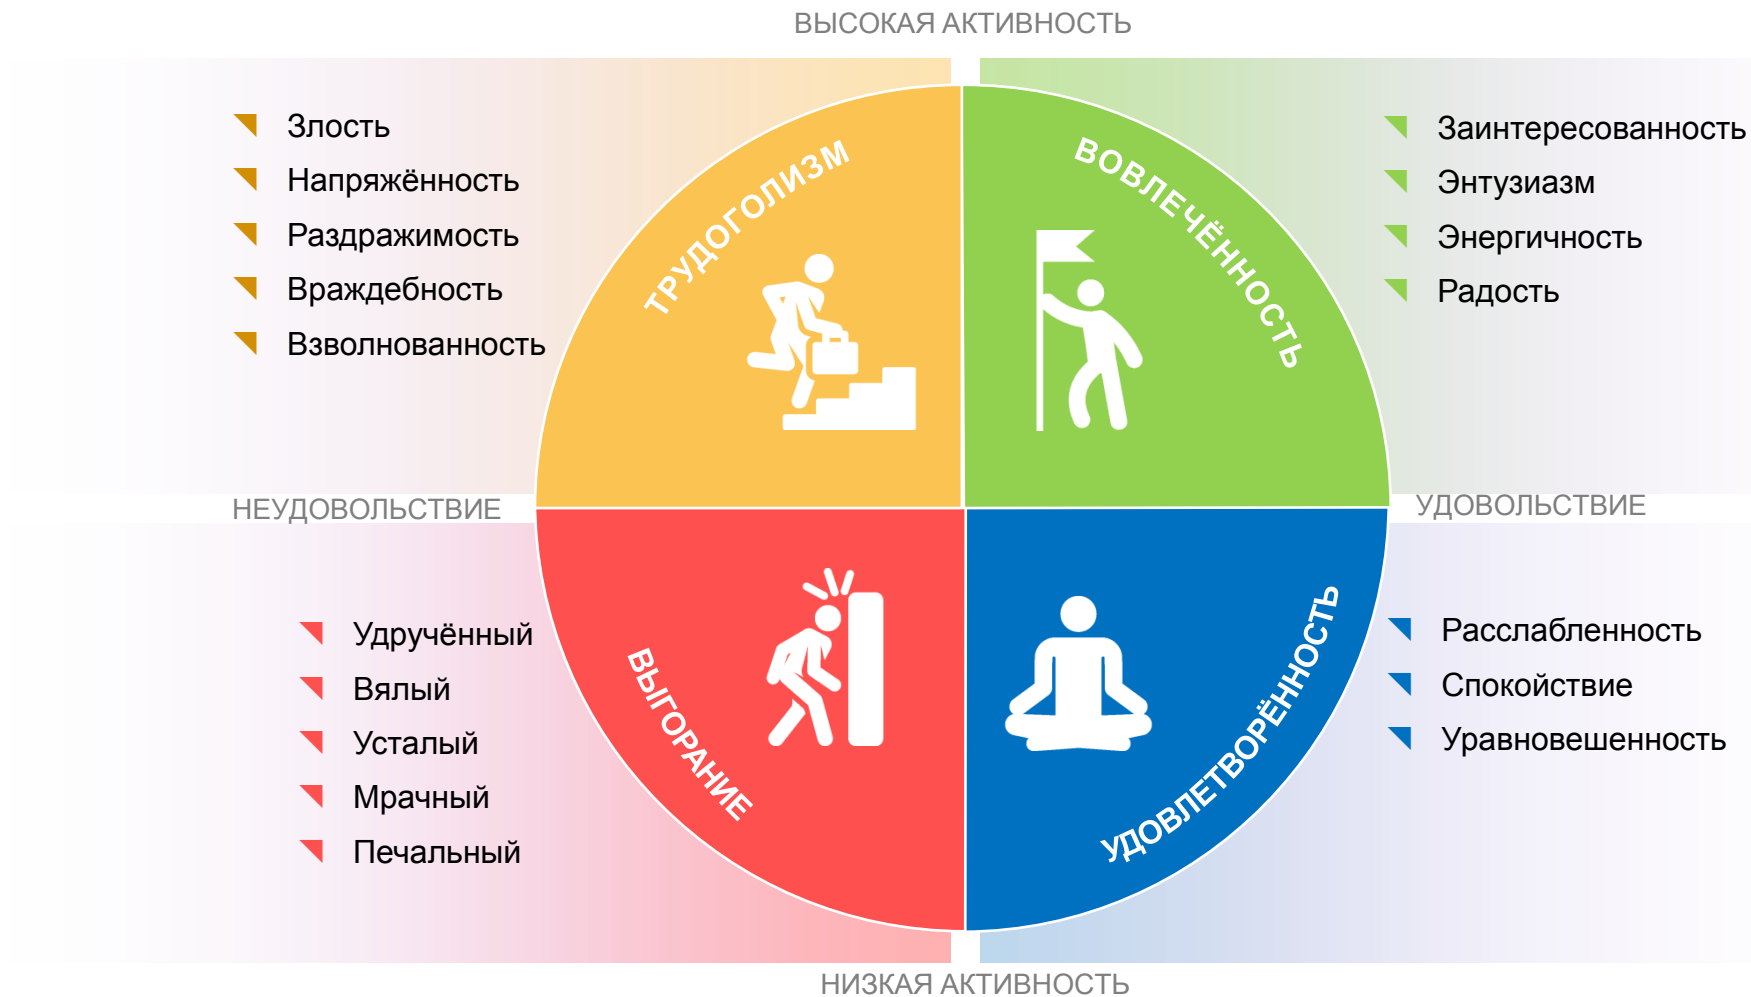 ВЫСОКАЯ АКТИВНОСТЬ
Злость
Напряжённость
Раздражимость
Враждебность
Взволнованность
ТРУДОГОЛИЗМ
ВОВЛЕЧЁННОСТЬ
Заинтересованность
Энтузиазм
Энергичность
Радость
НЕУДОВОЛЬСТВИЕ
УДОВОЛЬСТВИЕ
Удручённый
Вялый
Усталый
Мрачный
Печальный
ВЫГОРАНИЕ
УДОВЛЕТВОРЁННОСТЬ
Расслабленность
Спокойствие
Уравновешенность
НИЗКАЯ АКТИВНОСТЬ